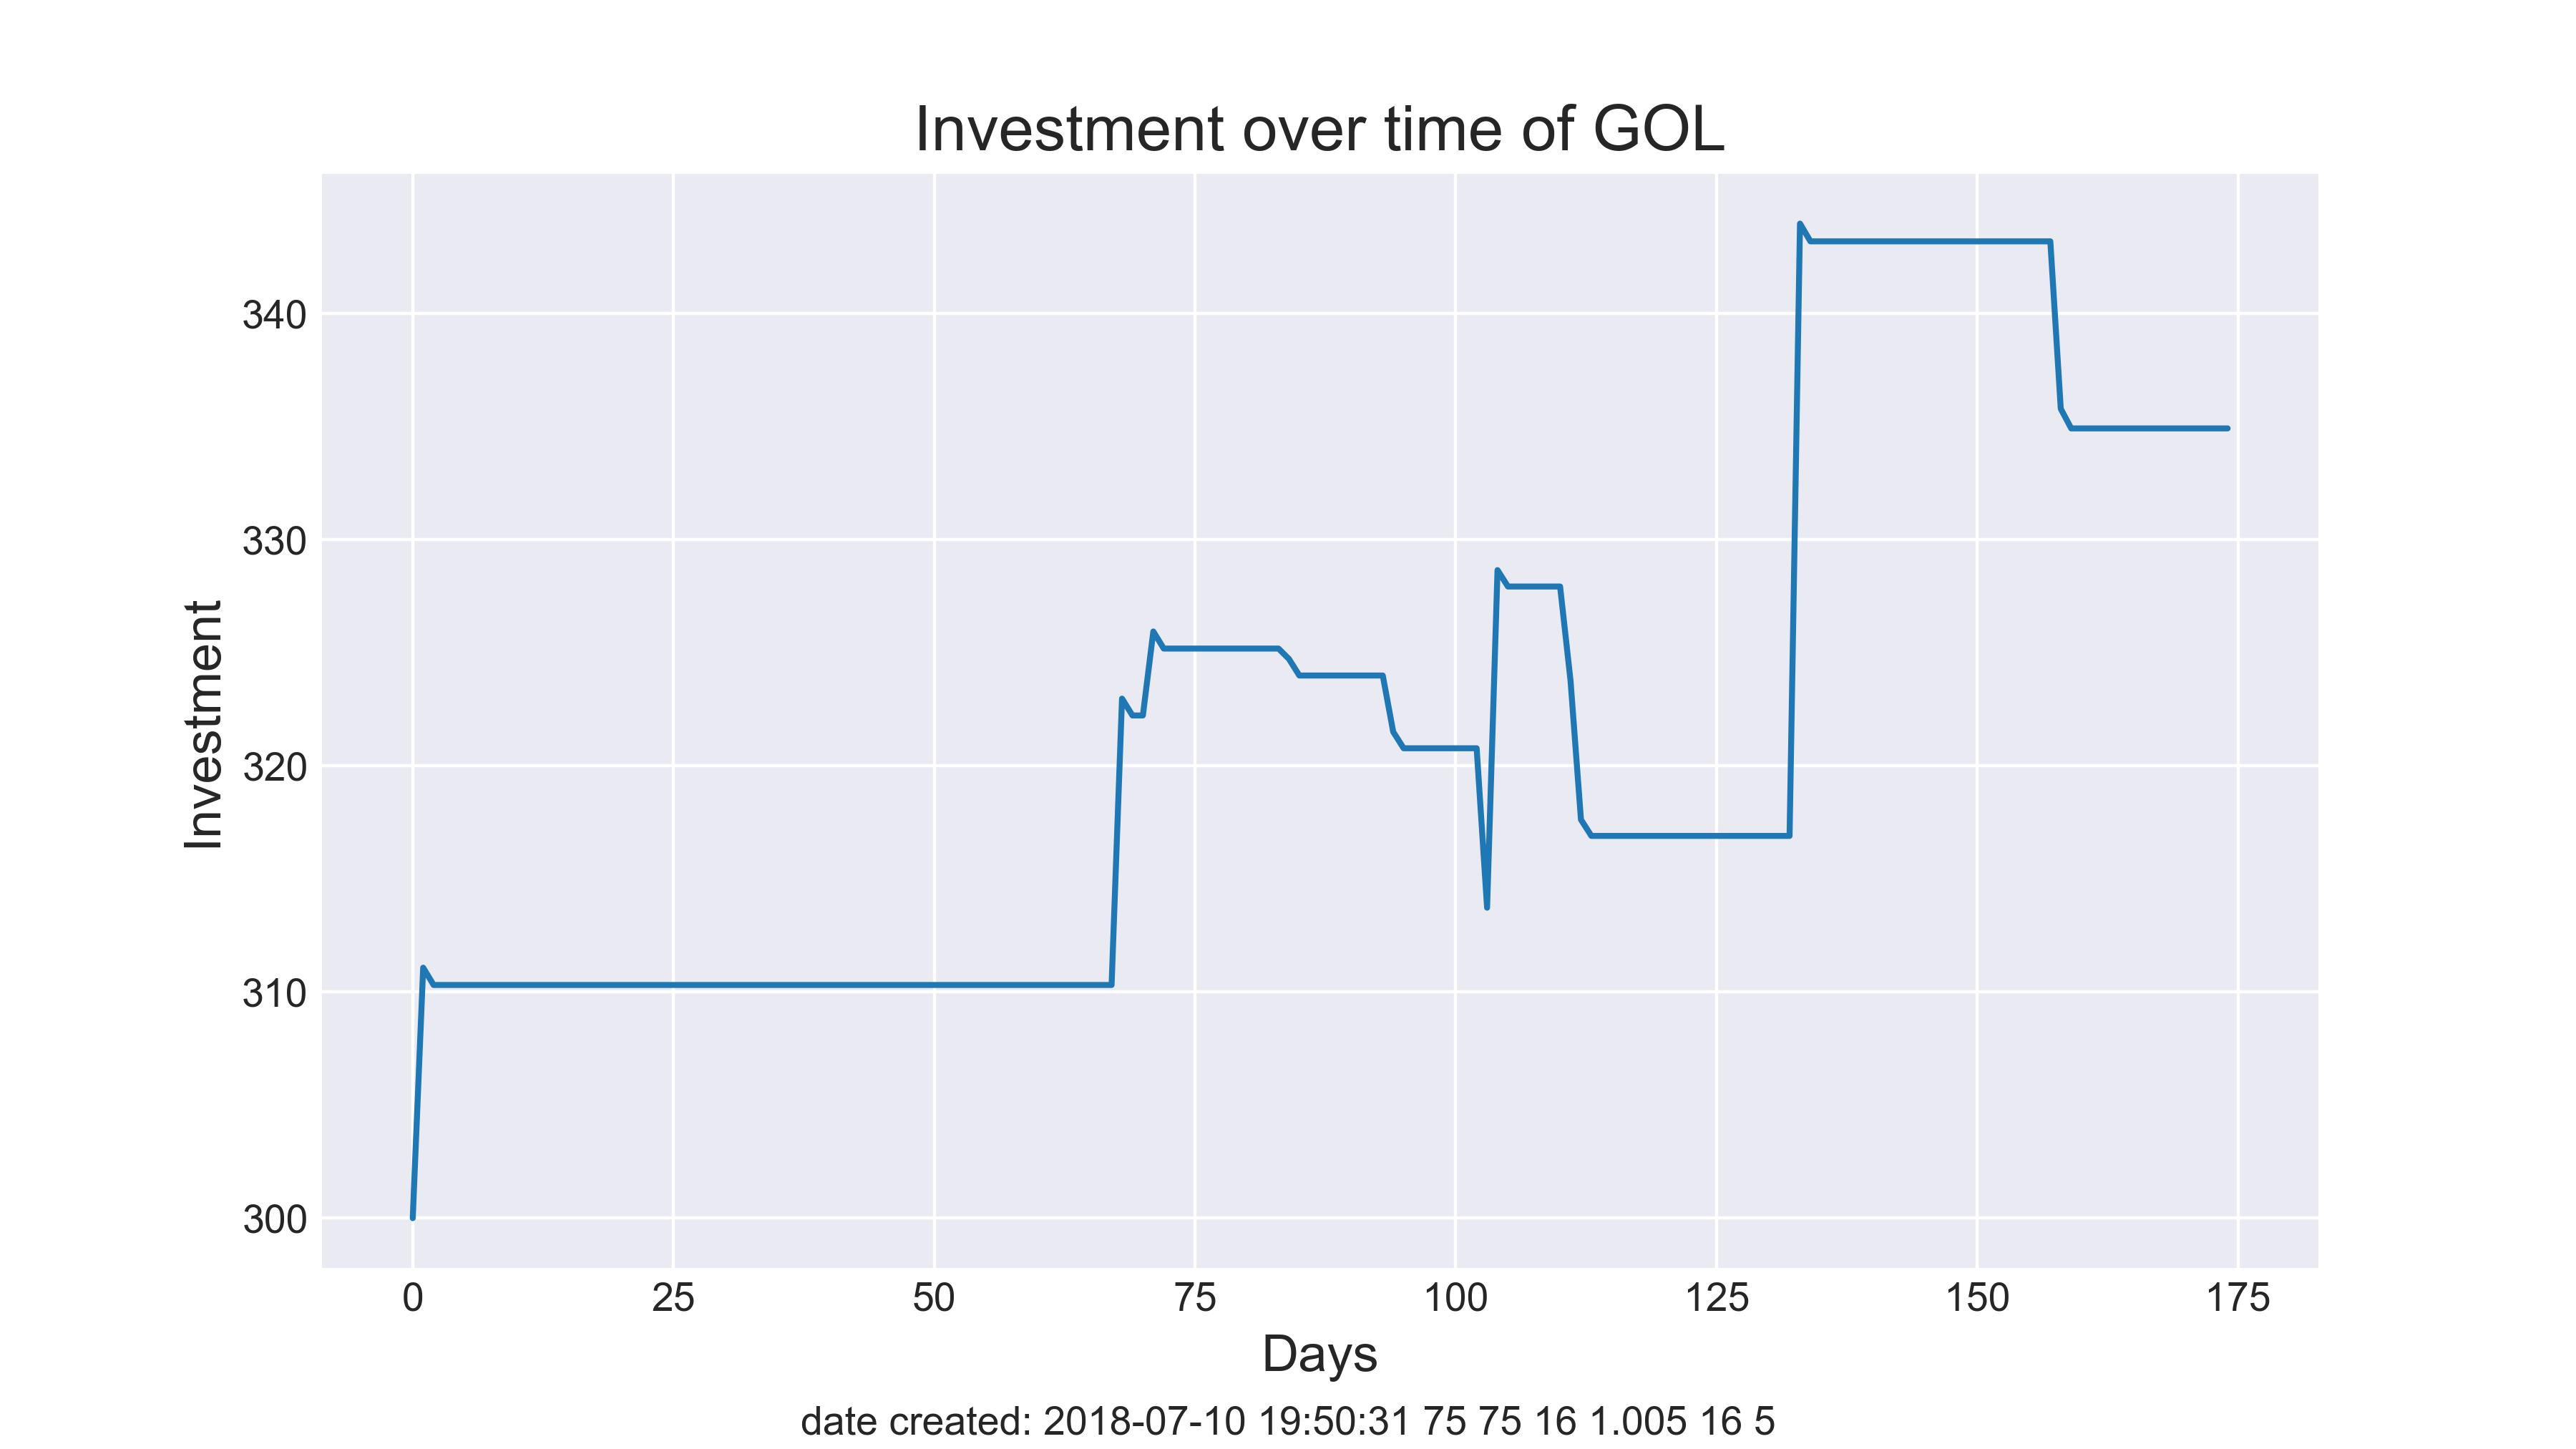 Investment over time of GOL
Investment
340
330
320
310
300
0 25 50 75 100 125 150 175
Days
date created: 2018-07-10 19:50:31 75 75 16 1.005 16 5